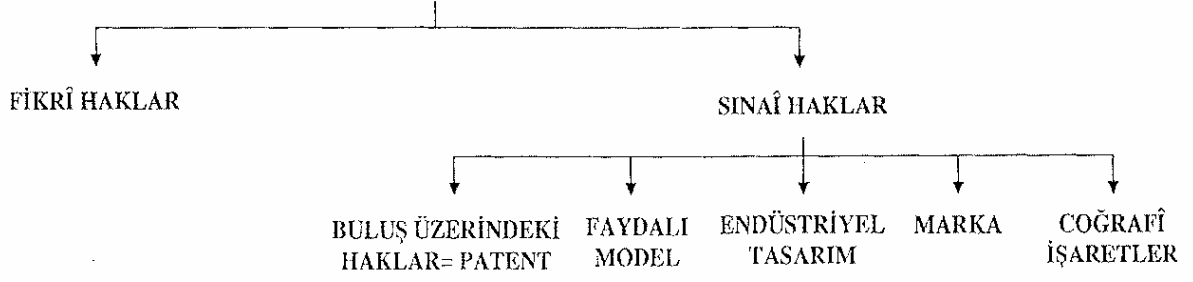 FİKRÎ HAKLAR
SINAÎ HAKLAR
BULUŞ ÜZERİNDEKİ
HAKLAR= PATENT
FAYDALI
MODEL
ENDÜSTRİYEL
TASARIM
MARKA
COĞRAFÎ
İŞARETLER